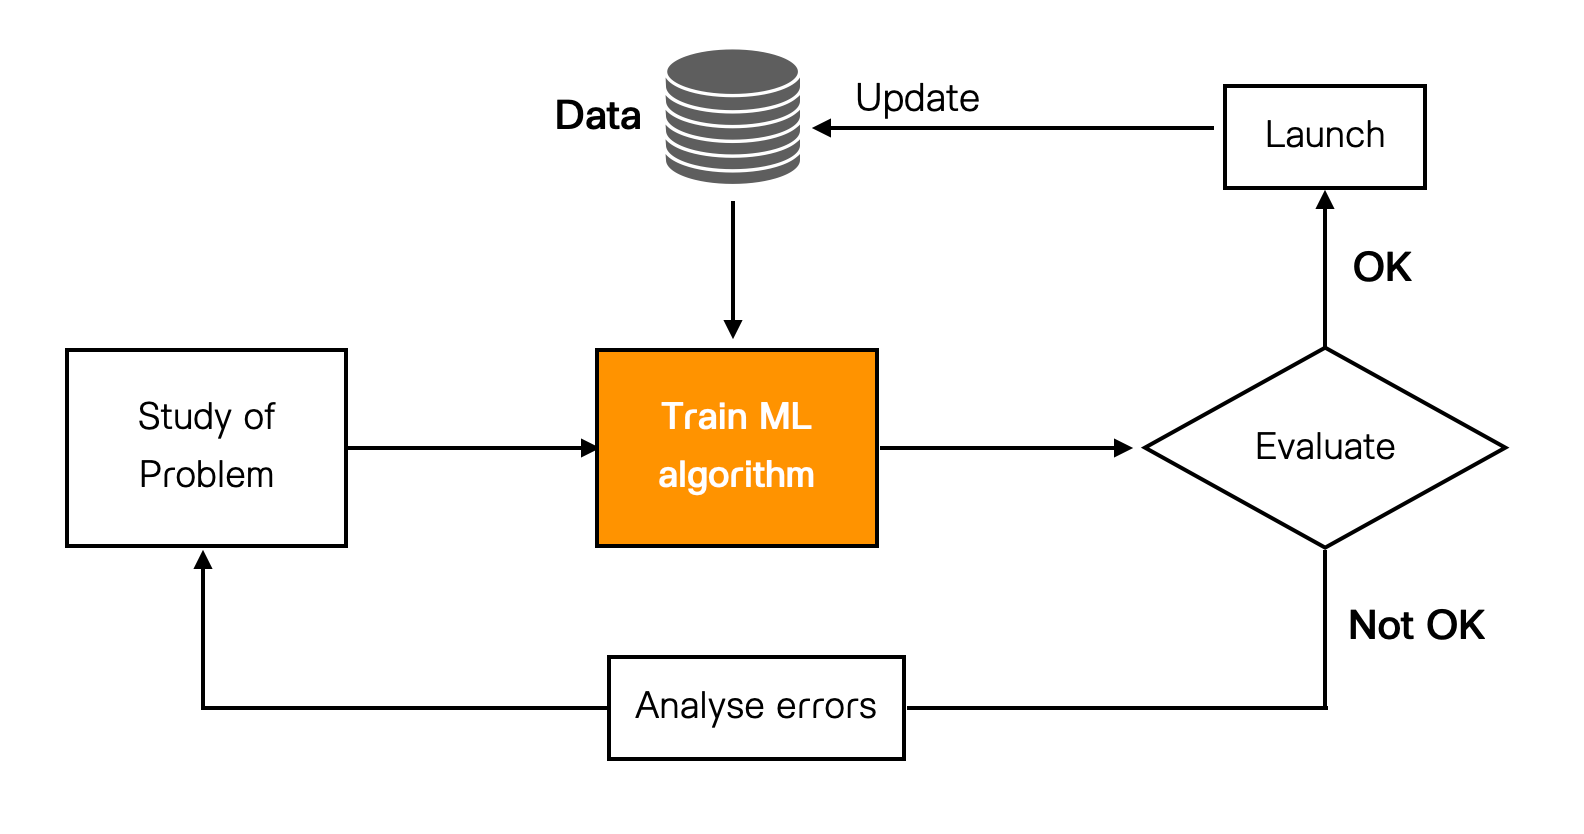 Data
Update
Launch
OK
Study of
Problem
Train ML
algorithm
Evaluate
Not OK
Analyse errors